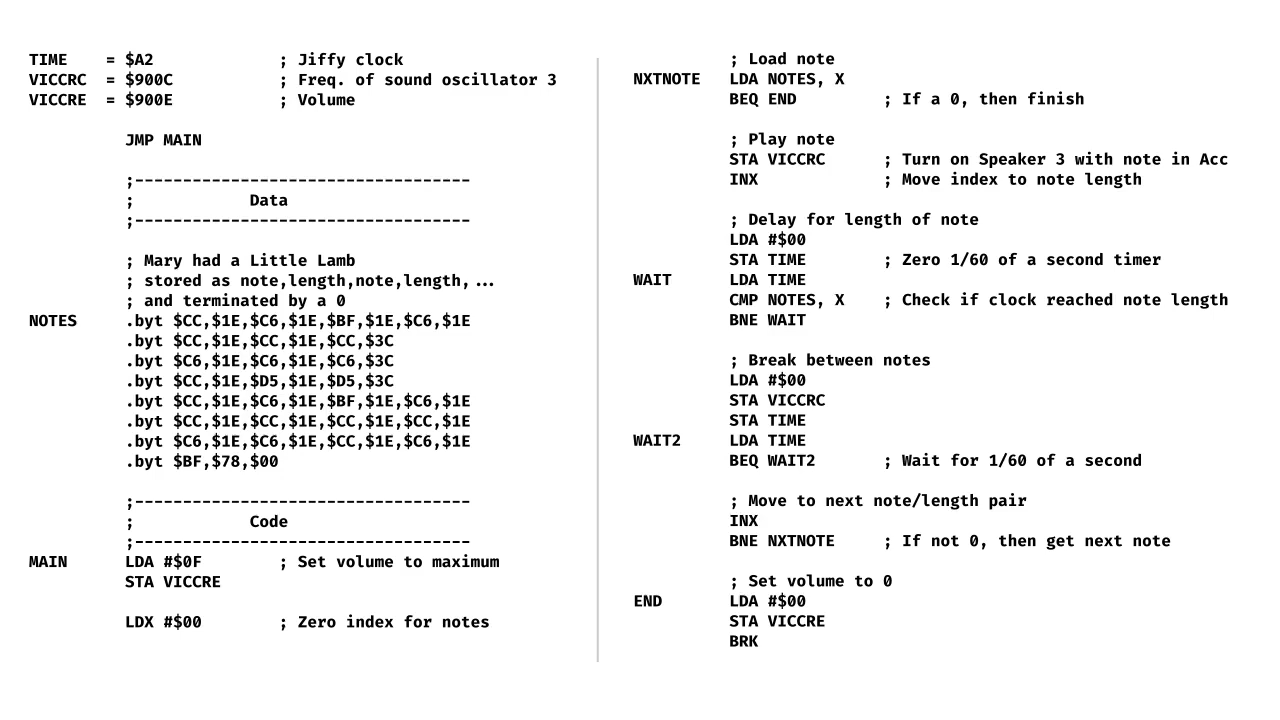 TIME    = $A2             ; Jiffy clock
VICCRC  = $900C           ; Freq. of sound oscillator 3
VICCRE  = $900E           ; Volume
JMP MAIN
;-----------------------------------
;            Data
;-----------------------------------
; Mary had a Little Lamb
; stored as note,length,note,length,...
; and terminated by a 0
NOTES     .byt $CC,$1E,$C6,$1E,$BF,$1E,$C6,$1E
.byt $CC,$1E,$CC,$1E,$CC,$3C
.byt $C6,$1E,$C6,$1E,$C6,$3C
.byt $CC,$1E,$D5,$1E,$D5,$3C
.byt $CC,$1E,$C6,$1E,$BF,$1E,$C6,$1E
.byt $CC,$1E,$CC,$1E,$CC,$1E,$CC,$1E
.byt $C6,$1E,$C6,$1E,$CC,$1E,$C6,$1E
.byt $BF,$78,$00
;-----------------------------------
;            Code
;-----------------------------------
MAIN      LDA #$0F        ; Set volume to maximum
STA VICCRE
LDX #$00        ; Zero index for notes
; Load note
NXTNOTE   LDA NOTES, X
BEQ END         ; If a 0, then finish
; Play note
STA VICCRC      ; Turn on Speaker 3 with note in Acc
INX             ; Move index to note length
; Delay for length of note
LDA #$00
STA TIME        ; Zero 1/60 of a second timer
WAIT      LDA TIME
CMP NOTES, X    ; Check if clock reached note length
BNE WAIT
; Break between notes
LDA #$00
STA VICCRC
STA TIME
WAIT2     LDA TIME
BEQ WAIT2       ; Wait for 1/60 of a second
; Move to next note/length pair
INX
BNE NXTNOTE     ; If not 0, then get next note
; Set volume to 0
END       LDA #$00
STA VICCRE
BRK